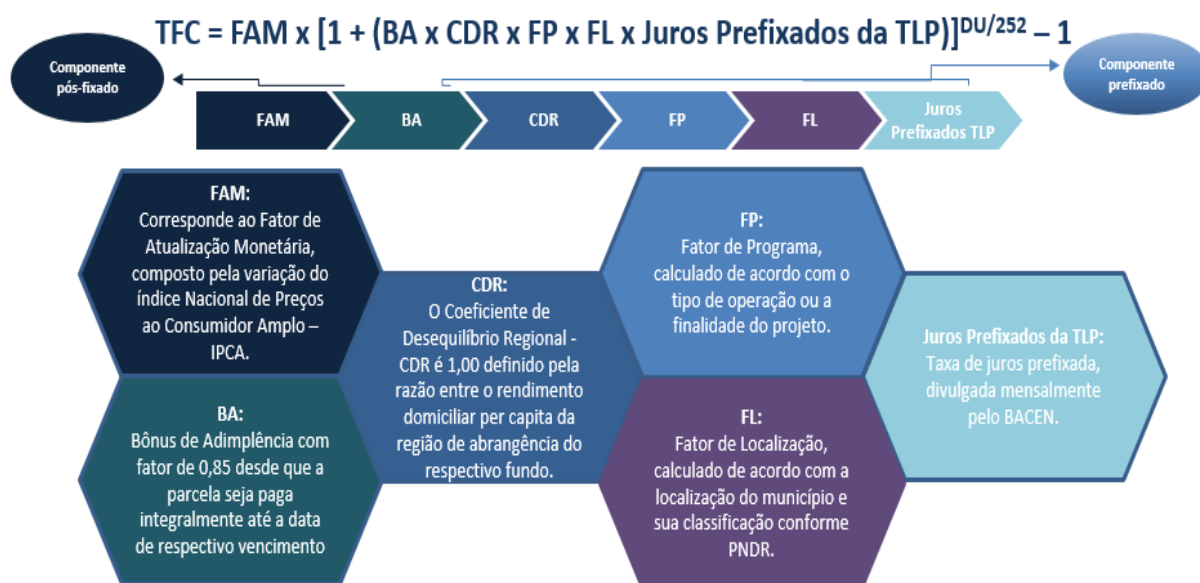 TFC = FAM x [1 + (BA x CDR x FP x FL x Juros Prefixados da TLP)]^DU/252 – 1
Componente
pós-fixado
Componente
prefixado
FAM
BA
CDR
FP
FL
Juros
Prefixados TLP
FAM:
Corresponde ao Fator de
Atualização Monetária,
composto pela variação do
índice Nacional de Preços
ao Consumidor Amplo –
IPCA.
BA:
Bônus de Adimplência com
fator de 0,85 desde que a
parcela seja paga
integralmente até a data
de respectivo vencimento
CDR:
O Coeficiente de
Desequilíbrio Regional -
CDR é 1,00 definido pela
razão entre o rendimento
domiciliar per capita da
região de abrangência do
respectivo fundo.
FP:
Fator de Programa,
calculado de acordo com o
tipo de operação ou a
finalidade do projeto.
FL:
Fator de Localização,
calculado de acordo com a
localização do município e
sua classificação conforme
PNDR.
Juros Prefixados da TLP:
Taxa de juros prefixada,
divulgada mensalmente
pelo BACEN.